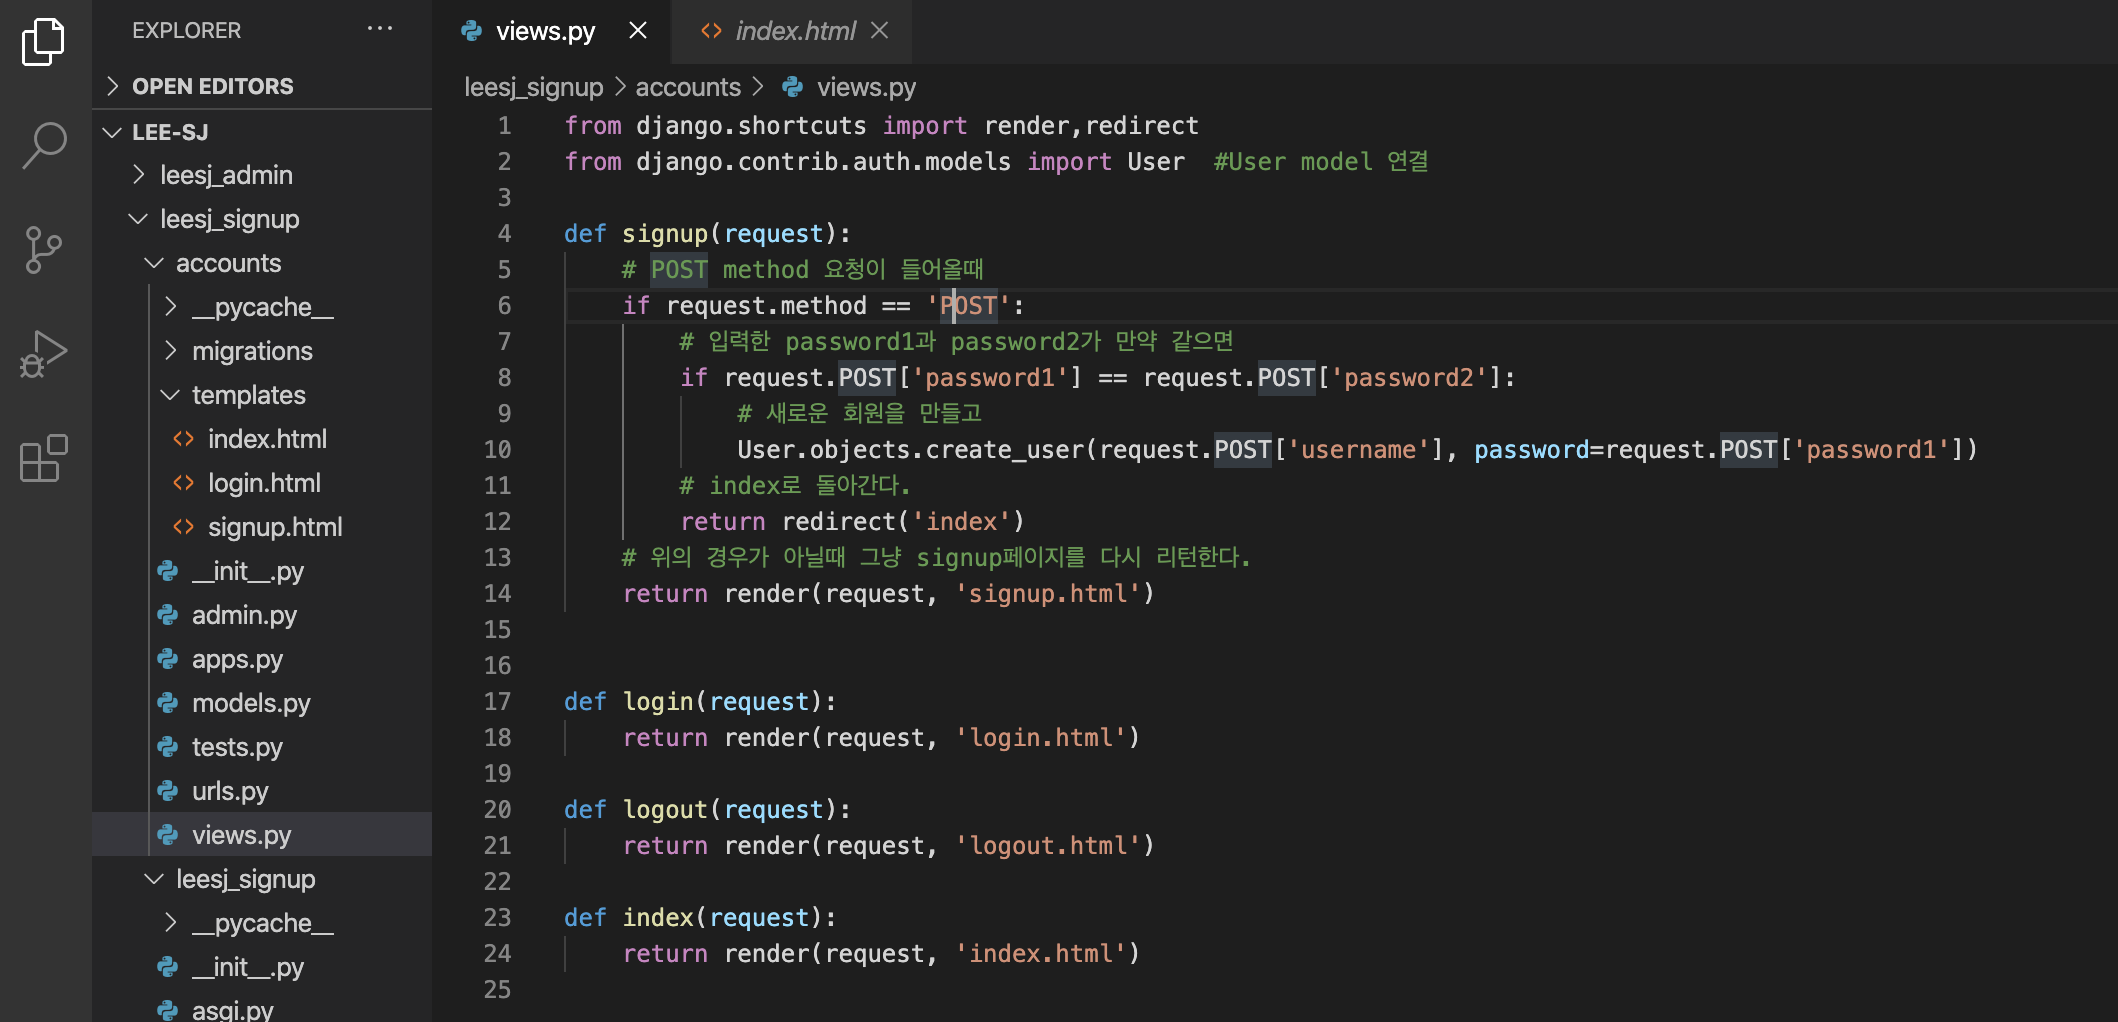 EXPLORER
OPEN EDITORS
LEE-SJ
leesj_admin
leesj_signup
accounts
__pycache__
migrations
templates
index.html
login.html
signup.html
__init__.py
admin.py
apps.py
models.py
tests.py
urls.py
views.py
leesj_signup
__pycache__
__init__.py
asgi.py
views.py index.html
leesj_signup > accounts > views.py
1 from django.shortcuts import render,redirect
2 from django.contrib.auth.models import User  #User model 연결
3
4 def signup(request):
5     # POST method 요청이 들어올때
6     if request.method == 'POST':
7         # 입력한 password1과 password2가 만약 같으면
8         if request.POST['password1'] == request.POST['password2']:
9             # 새로운 회원을 만들고
10             User.objects.create_user(request.POST['username'], password=request.POST['password1'])
11         # index로 돌아간다.
12         return redirect('index')
13     # 위의 경우가 아닐때 그냥 signup페이지를 다시 리턴한다.
14     return render(request, 'signup.html')
15
16
17 def login(request):
18     return render(request, 'login.html')
19
20 def logout(request):
21     return render(request, 'logout.html')
22
23 def index(request):
24     return render(request, 'index.html')
25